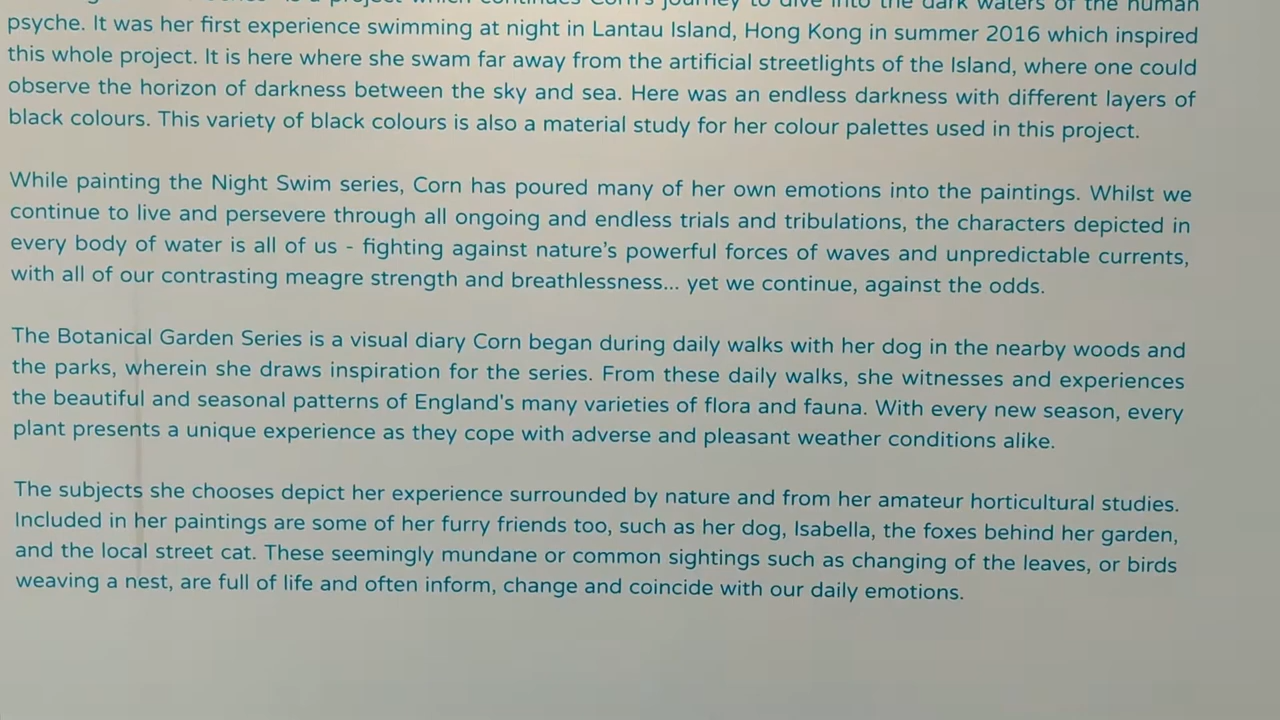 is a project which continues Corn's journey to dive into the dark waters of the human
psyche. It was her first experience swimming at night in Lantau Island, Hong Kong in summer 2016 which inspired
this whole project. It is here where she swam far away from the artificial streetlights of the Island, where one could
observe the horizon of darkness between the sky and sea. Here was an endless darkness with different layers of
black colours. This variety of black colours is also a material study for her colour palettes used in this project.
While painting the Night Swim series, Corn has poured many of her own emotions into the paintings. Whilst we
continue to live and persevere through all ongoing and endless trials and tribulations, the characters depicted in
every body of water is all of us - fighting against nature's powerful forces of waves and unpredictable currents,
with all of our contrasting meagre strength and breathlessness... yet we continue, against the odds.
The Botanical Garden Series is a visual diary Corn began during daily walks with her dog in the nearby woods and
the parks, wherein she draws inspiration for the series. From these daily walks, she witnesses and experiences
the beautiful and seasonal patterns of England's many varieties of flora and fauna. With every new season, every
plant presents a unique experience as they cope with adverse and pleasant weather conditions alike.
The subjects she chooses depict her experience surrounded by nature and from her amateur horticultural studies.
Included in her paintings are some of her furry friends too, such as her dog, Isabella, the foxes behind her garden,
and the local street cat. These seemingly mundane or common sightings such as changing of the leaves, or birds
weaving a nest, are full of life and often inform, change and coincide with our daily emotions.